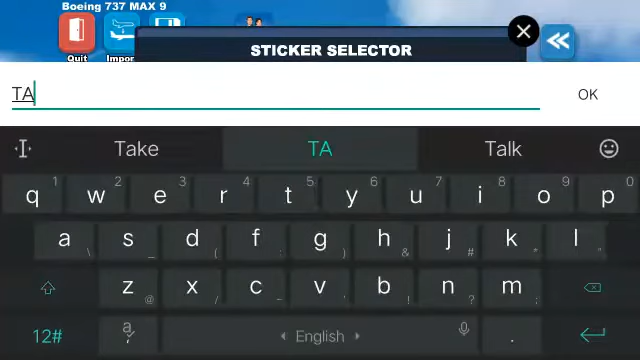 Boeing 737 MAX 9
Quit
Impor
STICKER SELECTOR
TA
OK
Take
TA
Talk
1 2 3 4 5 6 7 8 9 0
q w e r t y u i o p
a s d f g h j k l
\ _ ( : ) & # * "
z x c v b n m
@ / - ' ! ? ;
12#
a
,
English
.